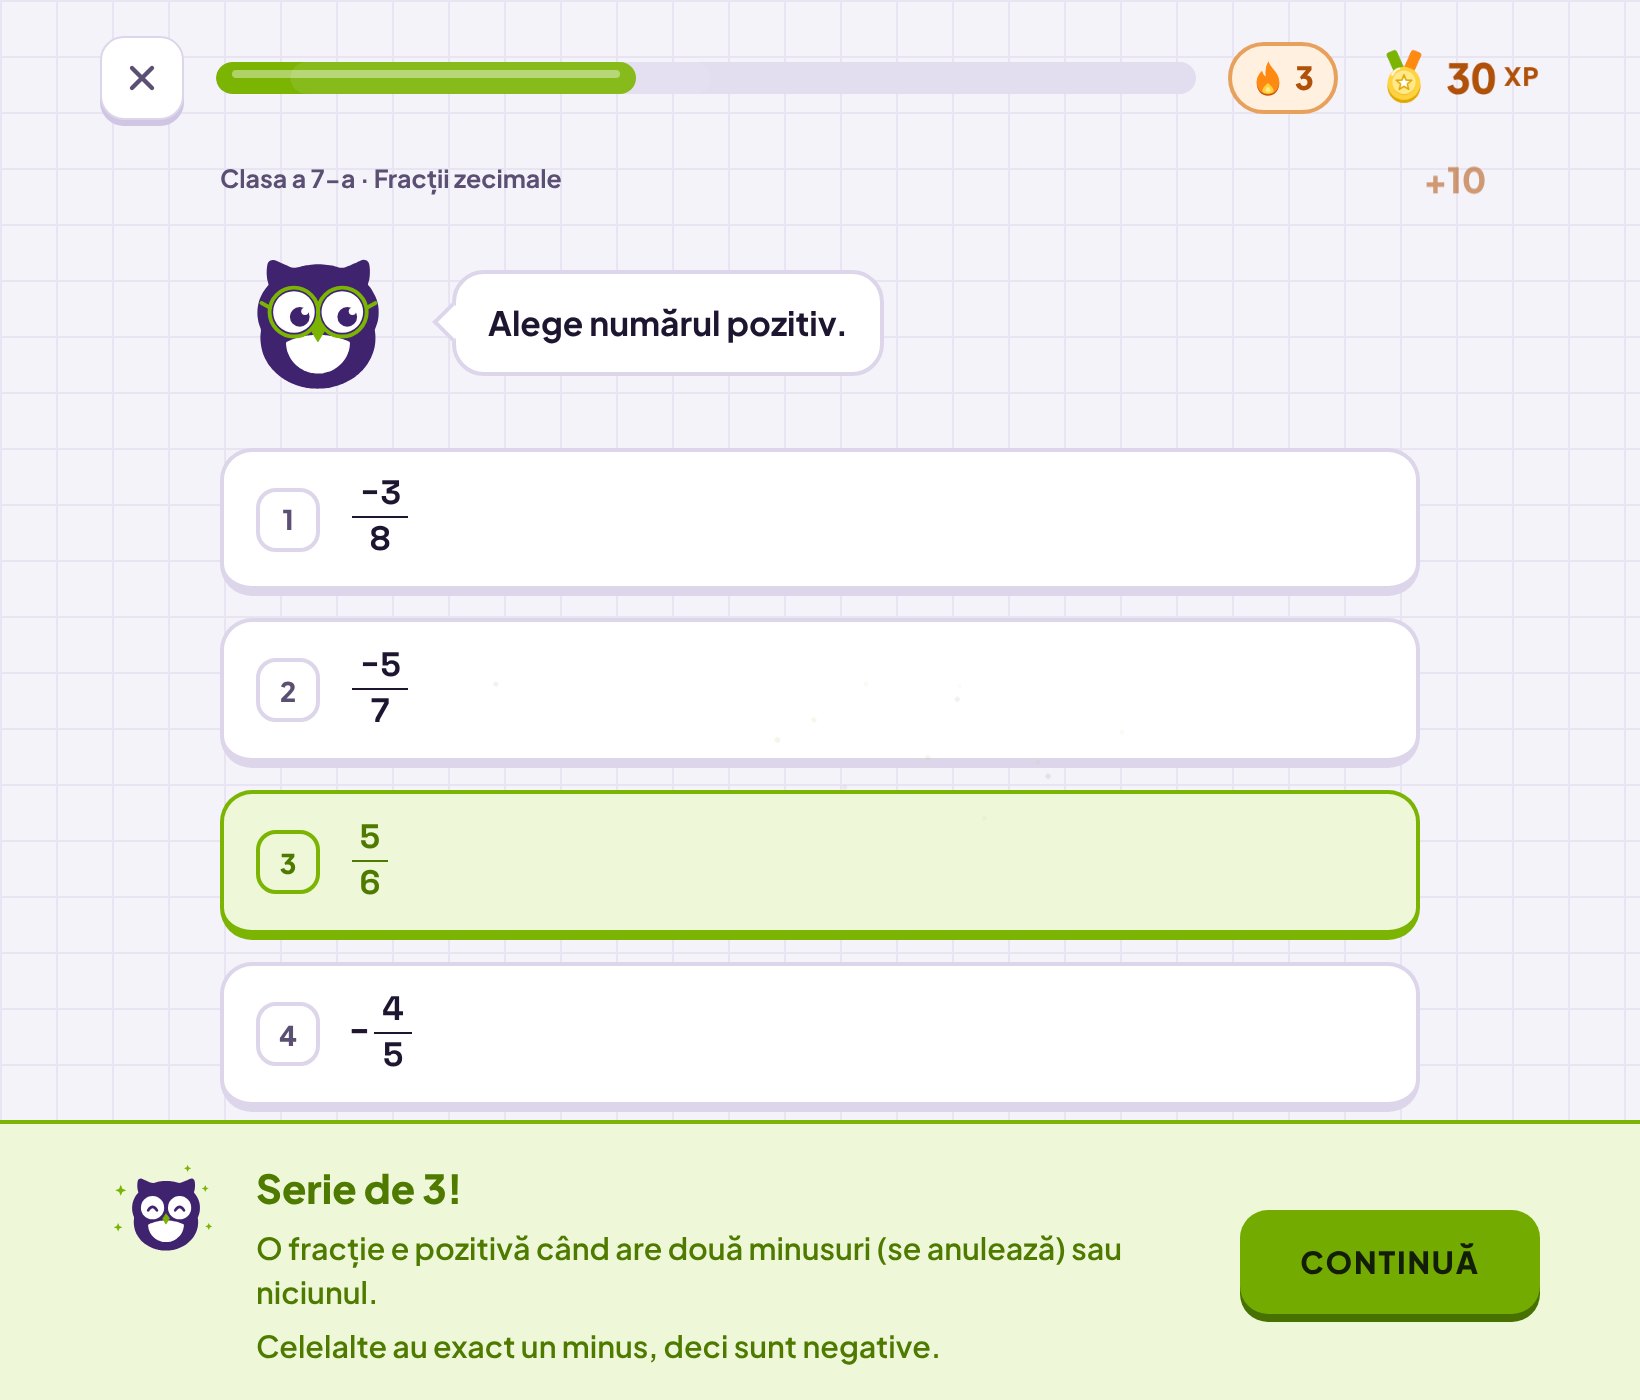 3
30 XP
Clasa a 7-a · Fracții zecimale
+10
Alege numărul pozitiv.
1
-3
8
2
-5
7
3
5
6
4
-4
5
Serie de 3!
O fracție e pozitivă când are două minusuri (se anulează) sau
niciunul.
Celelalte au exact un minus, deci sunt negative.
CONTINUĂ